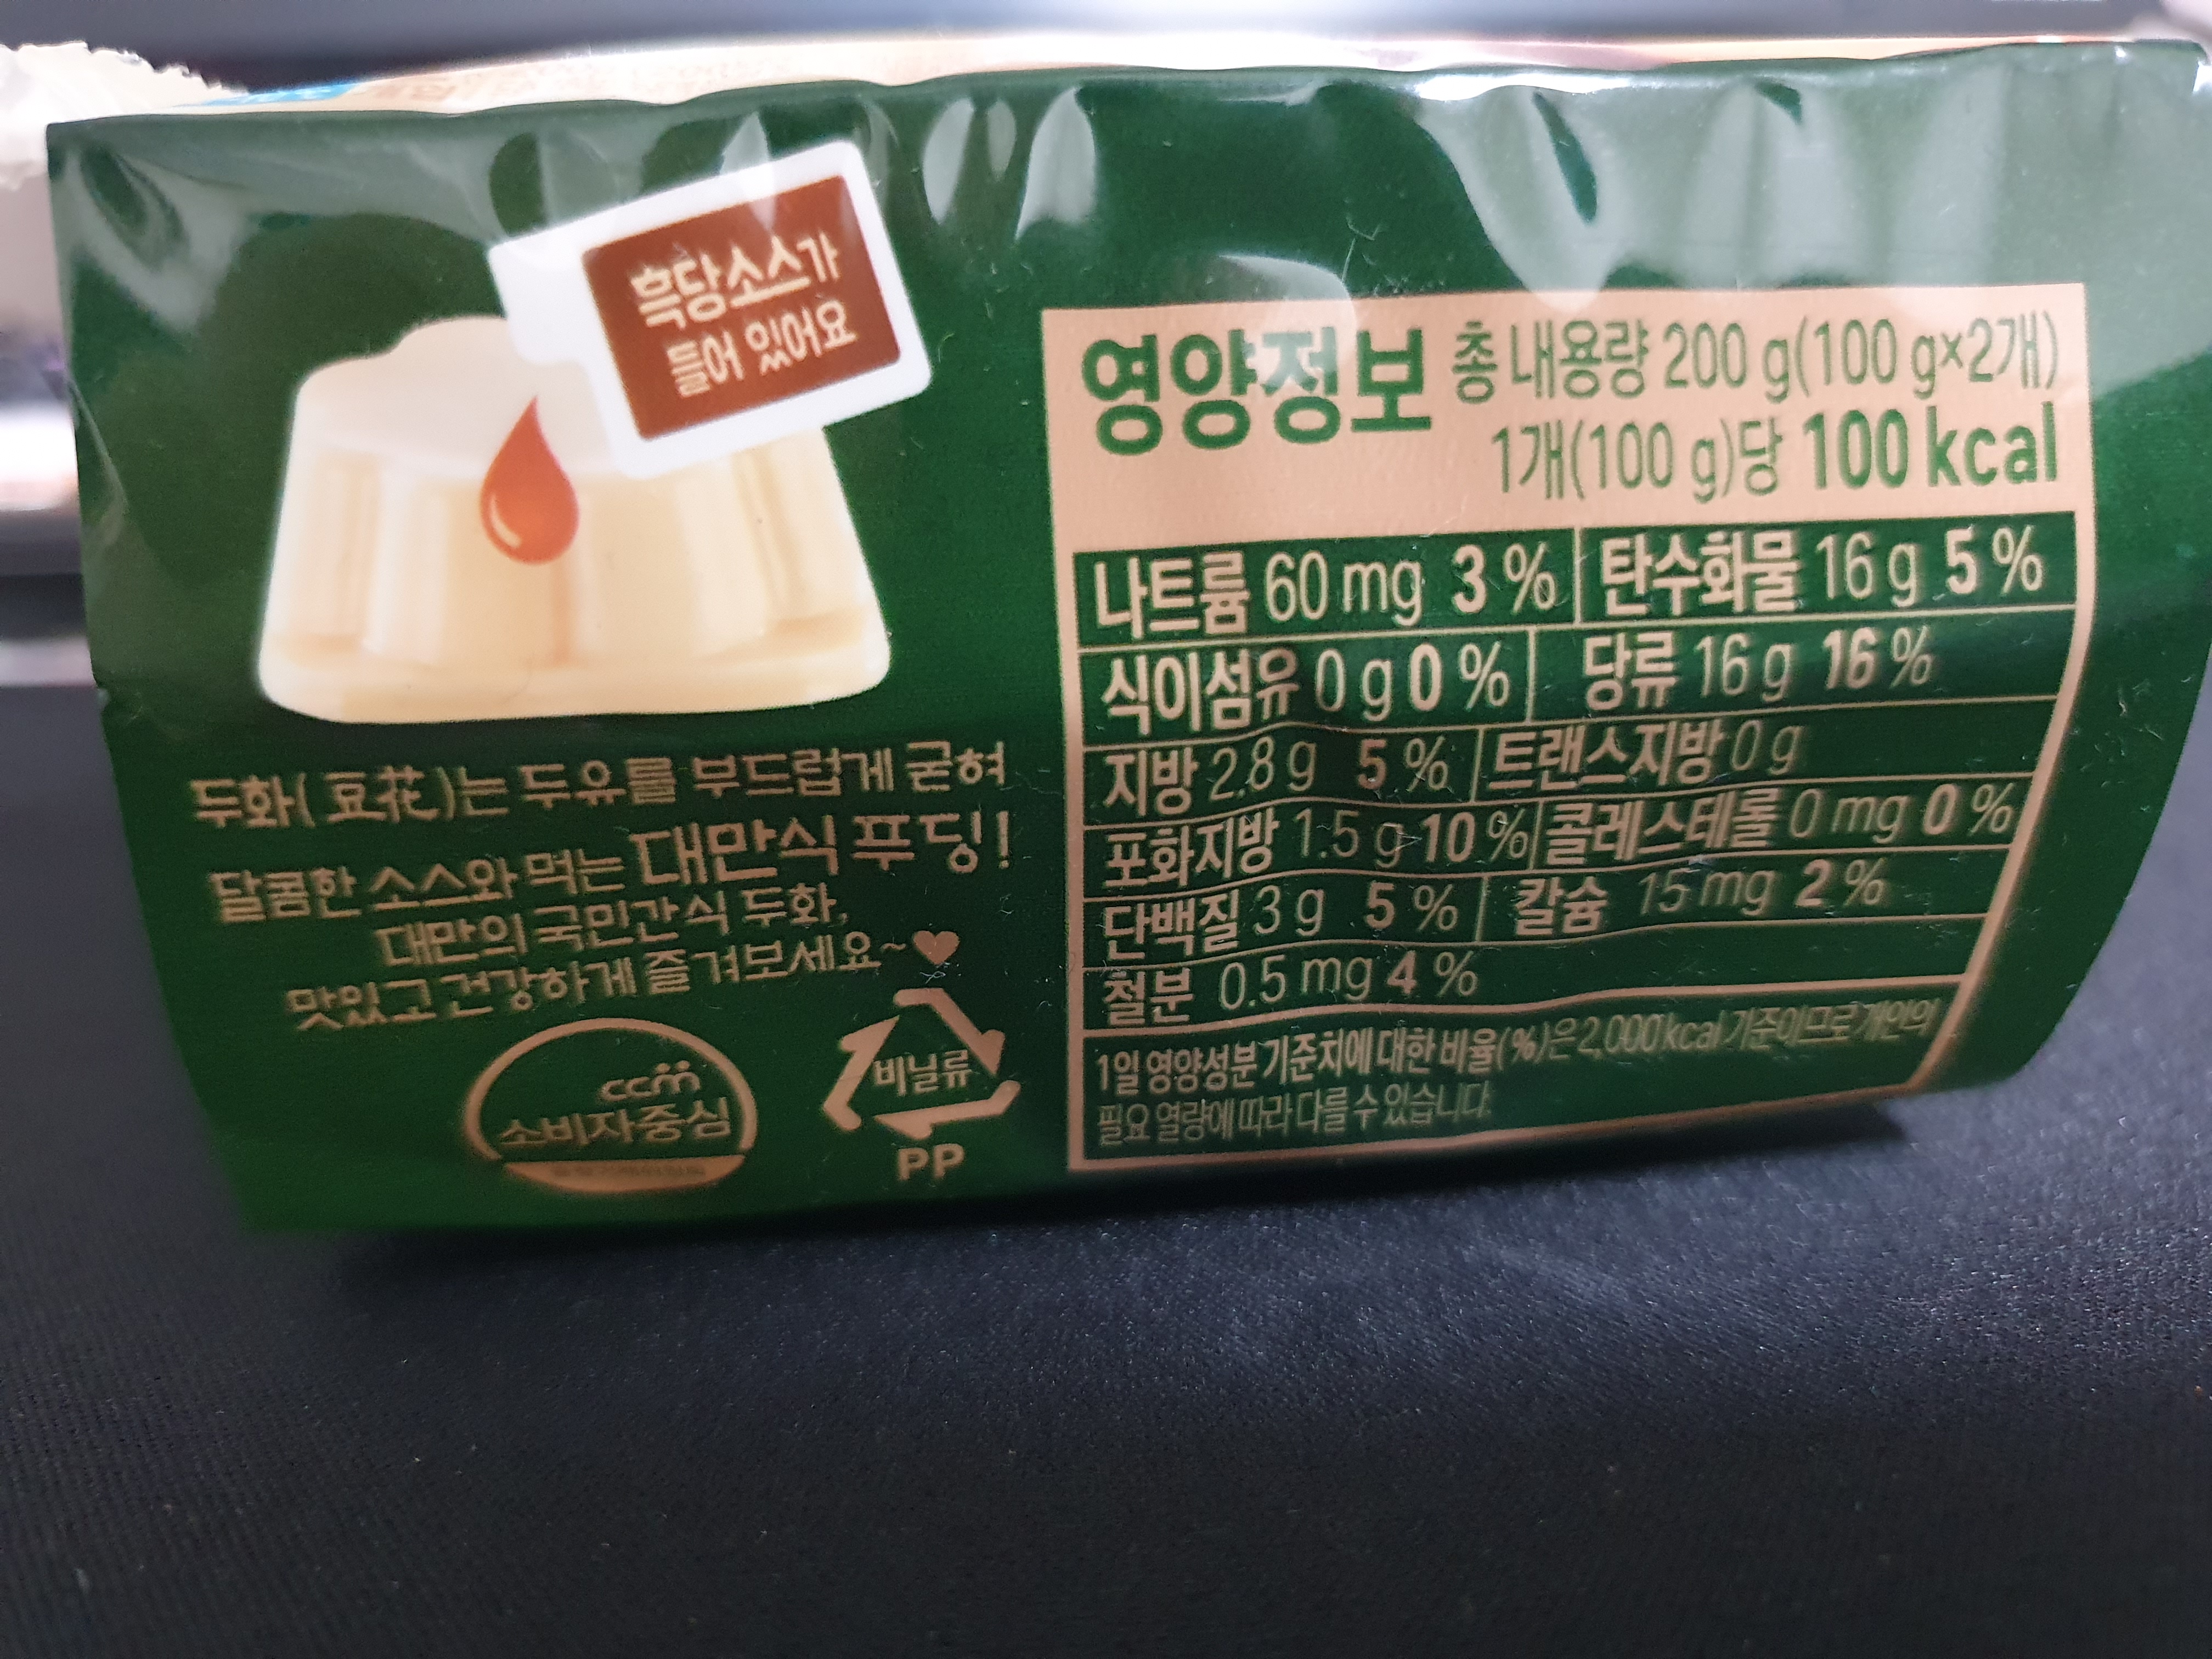 흑당소스가
들어 있어요
두화(豆花)는 두유를 부드럽게 굳혀
달콤한 소스와 먹는 대만식 푸딩!
대만의 국민간식 두화,
맛있고 건강하게 즐겨보세요~♥
ccm
소비자중심
비닐류
PP
영양정보 총 내용량 200 g(100 g×2개)
1개(100 g)당 100 kcal
나트륨 60 mg 3 % 탄수화물 16 g 5 %
식이섬유 0 g 0 % 당류 16 g 16 %
지방 2.8 g 5 % 트랜스지방 0 g
포화지방 1.5 g 10 % 콜레스테롤 0 mg 0 %
단백질 3 g 5 % 칼슘 15 mg 2 %
철분 0.5 mg 4 %
1일 영양성분 기준치에 대한 비율(%)은 2,000 kcal 기준이므로 개인의
필요 열량에 따라 다를 수 있습니다.